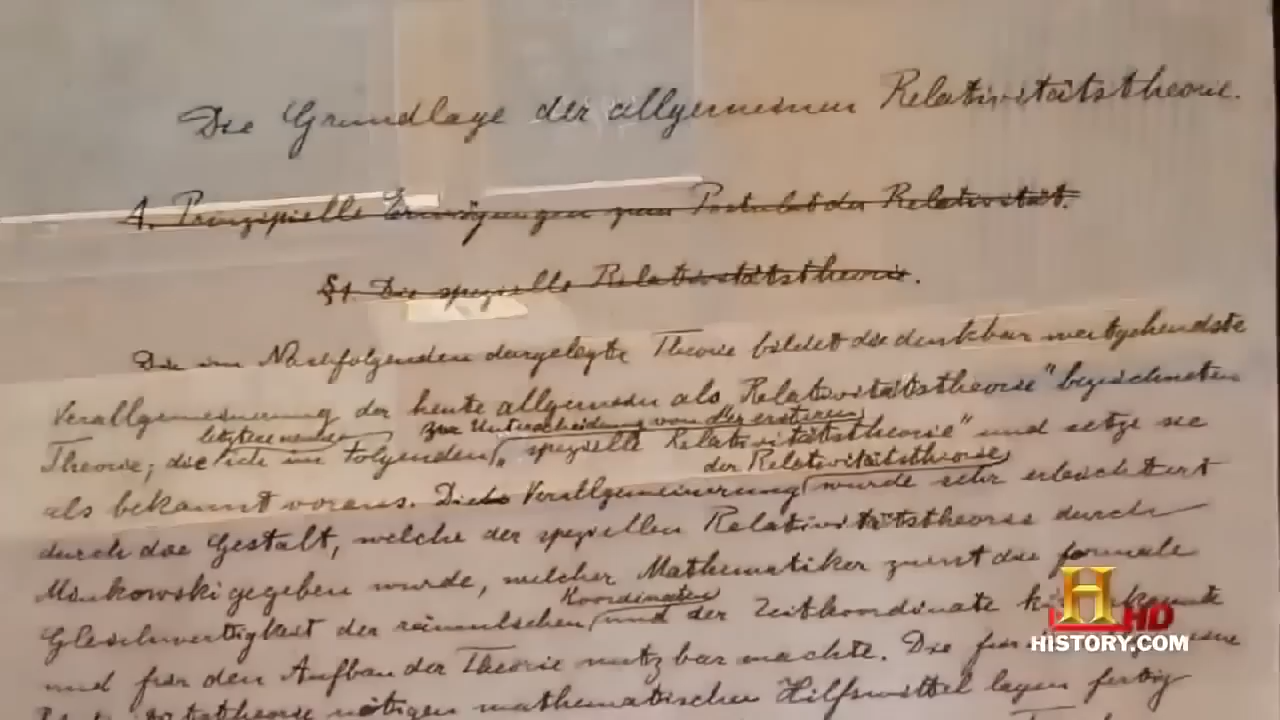 Die Grundlage der allgemeinen Relativitätstheorie.
A. Prinzipielle Erwägungen zum Postulat der Relativität.
§1 Die spezielle Relativitätstheorie.
Die im Nachfolgenden dargelegte Theorie bildet die denkbar weitgehendste
Verallgemeinerung der heute allgemein als „Relativitätstheorie" bezeichneten
letztere nenne zur Unterscheidung von der ersteren
Theorie; die ich im Folgenden „spezielle Relativitätstheorie" und setze sie
der Relativitätstheorie
als bekannt voraus. Die Verallgemeinerung wurde sehr erleichtert
durch die Gestalt, welche der speziellen Relativitätstheorie durch
Minkowski gegeben wurde, welcher Mathematiker zuerst die formale
Koordinaten
Gleichwertigkeit der räumlichen und der Zeitkoordinate
und für den Aufbau der Theorie nutzbar machte. Die für
nötigen mathematischen Hilfsmittel lagen fertig
H HD
HISTORY.COM